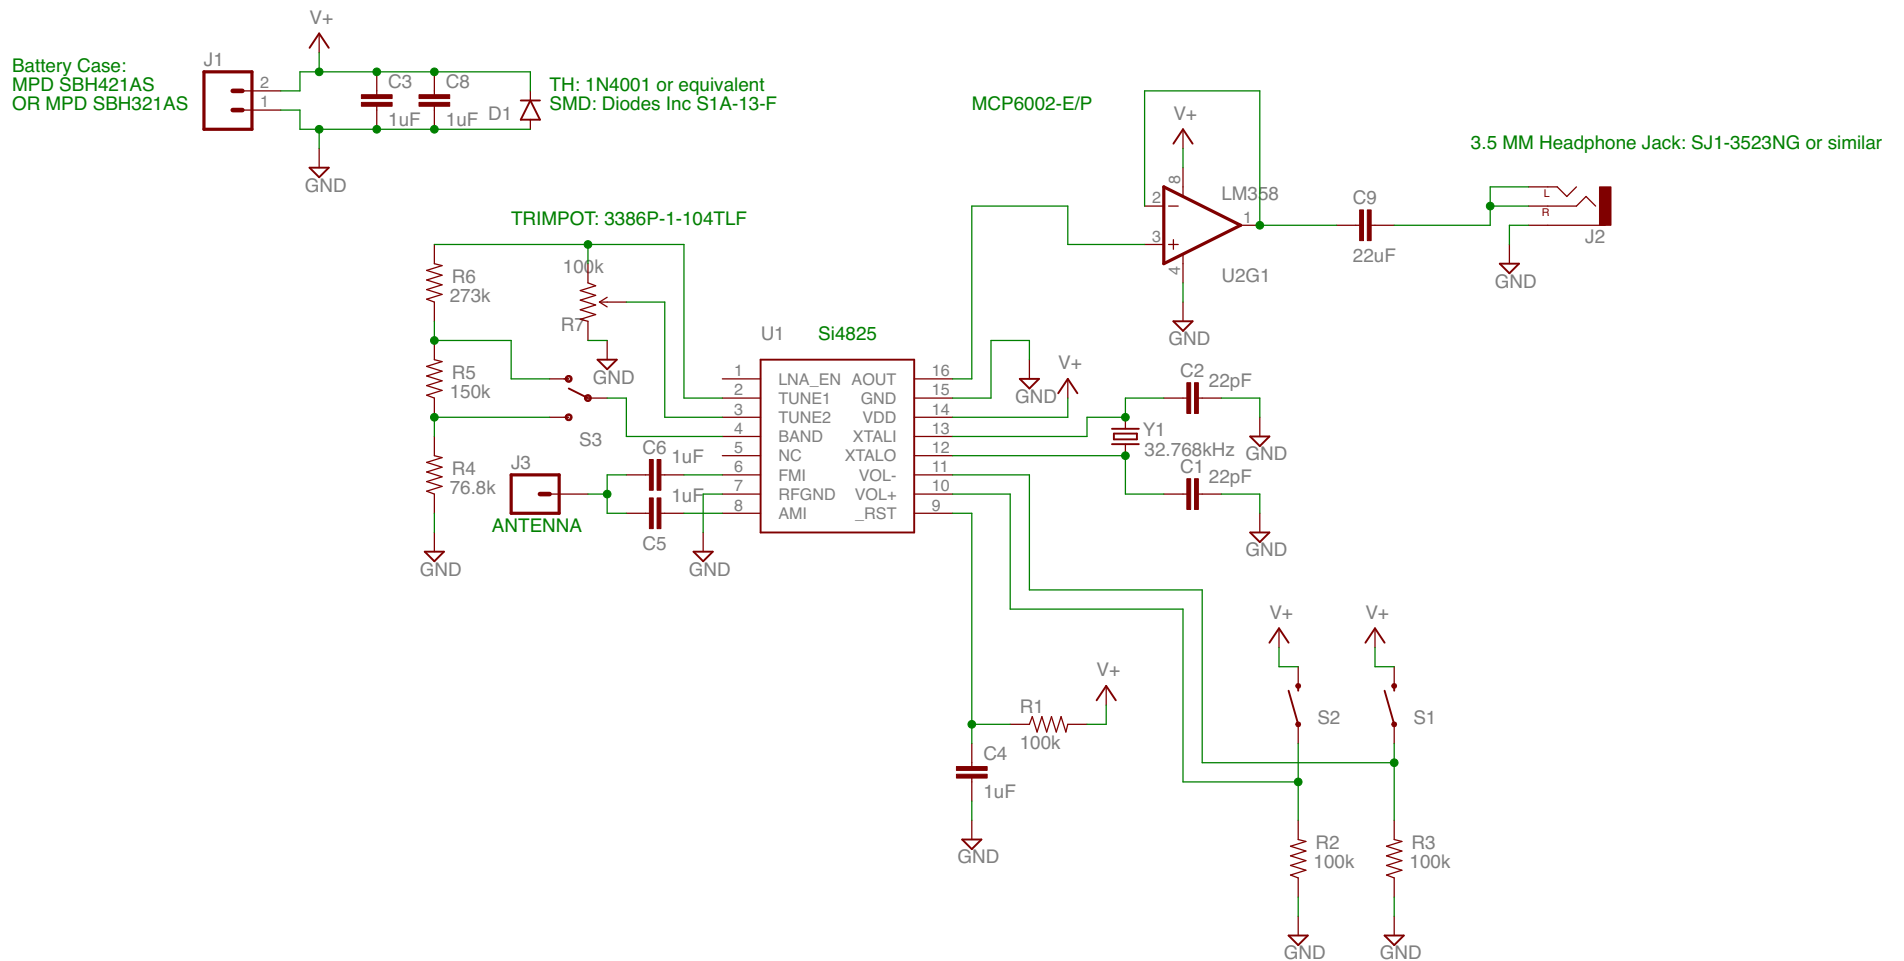 V+
J1
Battery Case:
MPD SBH421AS
OR MPD SBH321AS
2
1
C3
1uF
C8
1uF
D1
TH: 1N4001 or equivalent
SMD: Diodes Inc S1A-13-F
GND
MCP6002-E/P
V+
8
2
LM358
1
3
4
U2G1
GND
C9
22uF
3.5 MM Headphone Jack: SJ1-3523NG or similar
L
R
J2
GND
TRIMPOT: 3386P-1-104TLF
R6
273k
100k
R7
GND
R5
150k
S3
R4
76.8k
GND
J3
ANTENNA
C6
1uF
1uF
C5
GND
U1
Si4825
1
2
3
4
5
6
7
8
LNA_EN
TUNE1
TUNE2
BAND
NC
FMI
RFGND
AMI
AOUT
GND
VDD
XTALI
XTALO
VOL-
VOL+
_RST
16
15
14
13
12
11
10
9
GND
V+
C2
22pF
GND
Y1
32.768kHz
C1
22pF
GND
V+
R1
100k
C4
1uF
GND
V+
S2
V+
S1
R2
100k
GND
R3
100k
GND